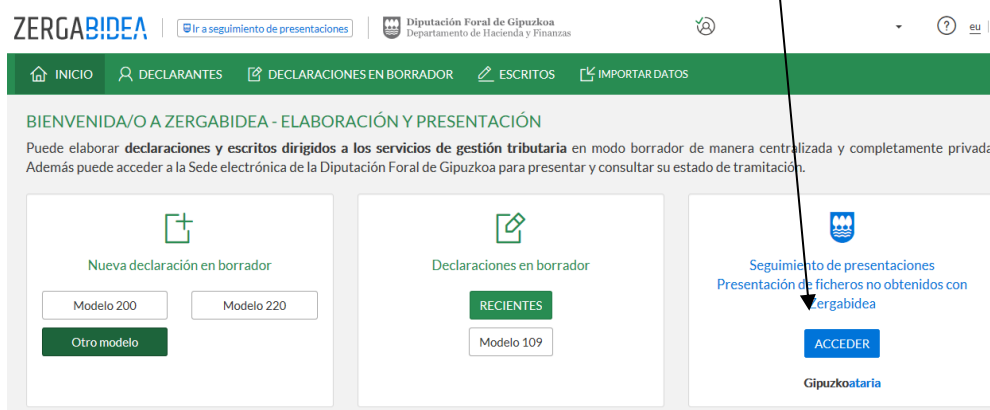 ZERGABIDEA Ir a seguimiento de presentaciones Diputación Foral de Gipuzkoa
Departamento de Hacienda y Finanzas
? eu
INICIO DECLARANTES DECLARACIONES EN BORRADOR ESCRITOS IMPORTAR DATOS
BIENVENIDA/O A ZERGABIDEA - ELABORACIÓN Y PRESENTACIÓN
Puede elaborar declaraciones y escritos dirigidos a los servicios de gestión tributaria en modo borrador de manera centralizada y completamente privada
Además puede acceder a la Sede electrónica de la Diputación Foral de Gipuzkoa para presentar y consultar su estado de tramitación.
Nueva declaración en borrador
Modelo 200 Modelo 220
Otro modelo
Declaraciones en borrador
RECIENTES
Modelo 109
Seguimiento de presentaciones
Presentación de ficheros no obtenidos con
Zergabidea
ACCEDER
Gipuzkoataria